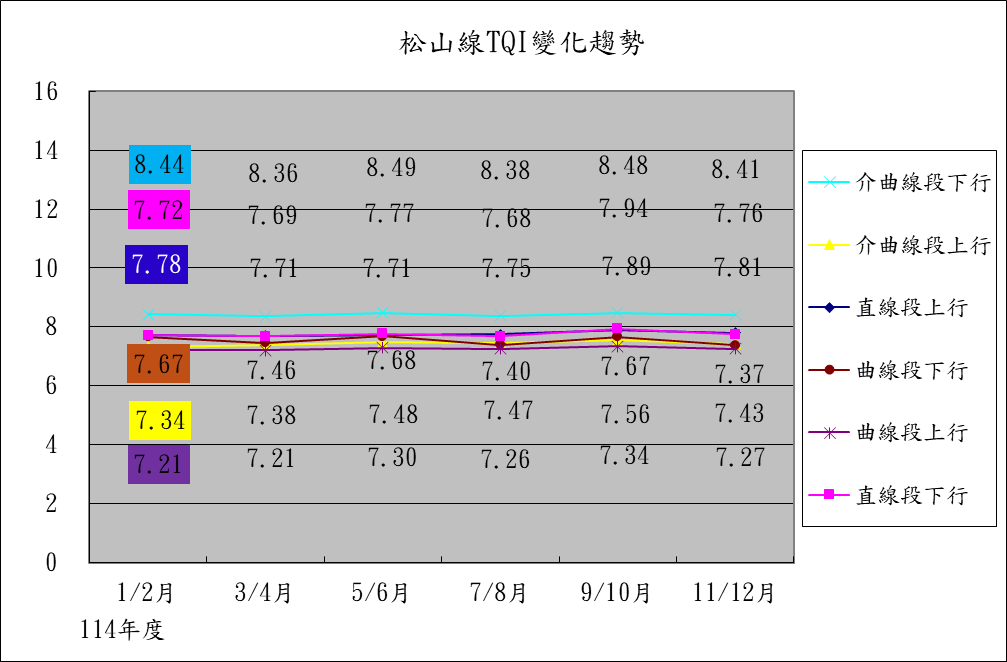 松山線TQI變化趨勢
16
14
12
10
8
6
4
2
0
8.44 8.36 8.49 8.38 8.48 8.41
7.72 7.69 7.77 7.68 7.94 7.76
7.78 7.71 7.71 7.75 7.89 7.81
7.67 7.46 7.68 7.40 7.67 7.37
7.34 7.38 7.48 7.47 7.56 7.43
7.21 7.21 7.30 7.26 7.34 7.27
1/2月 3/4月 5/6月 7/8月 9/10月 11/12月
114年度
介曲線段下行
介曲線段上行
直線段上行
曲線段下行
曲線段上行
直線段下行